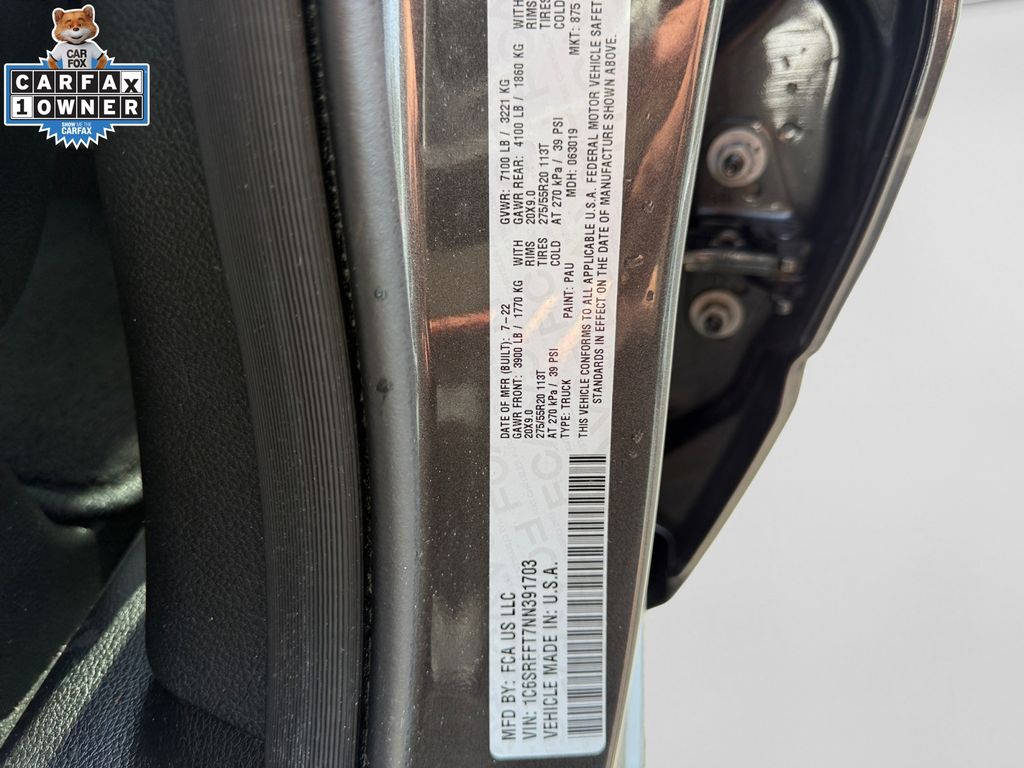 CAR
FOX
CARFAX
1 OWNER
SHOW ME THE
CARFAX
MFD BY: FCA US LLC
VIN: 1C6SRFFT7NN391703
VEHICLE MADE IN: U.S.A.
DATE OF MFR (BUILT): 7-22 GVWR: 7100 LB / 3221 KG
GAWR FRONT: 3900 LB / 1770 KG WITH GAWR REAR: 4100 LB / 1860 KG WITH
20X9.0 RIMS 20X9.0 RIMS
275/55R20 113T TIRES 275/55R20 113T TIRES
AT 270 kPa / 39 PSI COLD AT 270 kPa / 39 PSI COLD
TYPE: TRUCK PAINT: PAU MDH: 063019 MKT: 875
THIS VEHICLE CONFORMS TO ALL APPLICABLE U.S.A. FEDERAL MOTOR VEHICLE SAFET
STANDARDS IN EFFECT ON THE DATE OF MANUFACTURE SHOWN ABOVE.